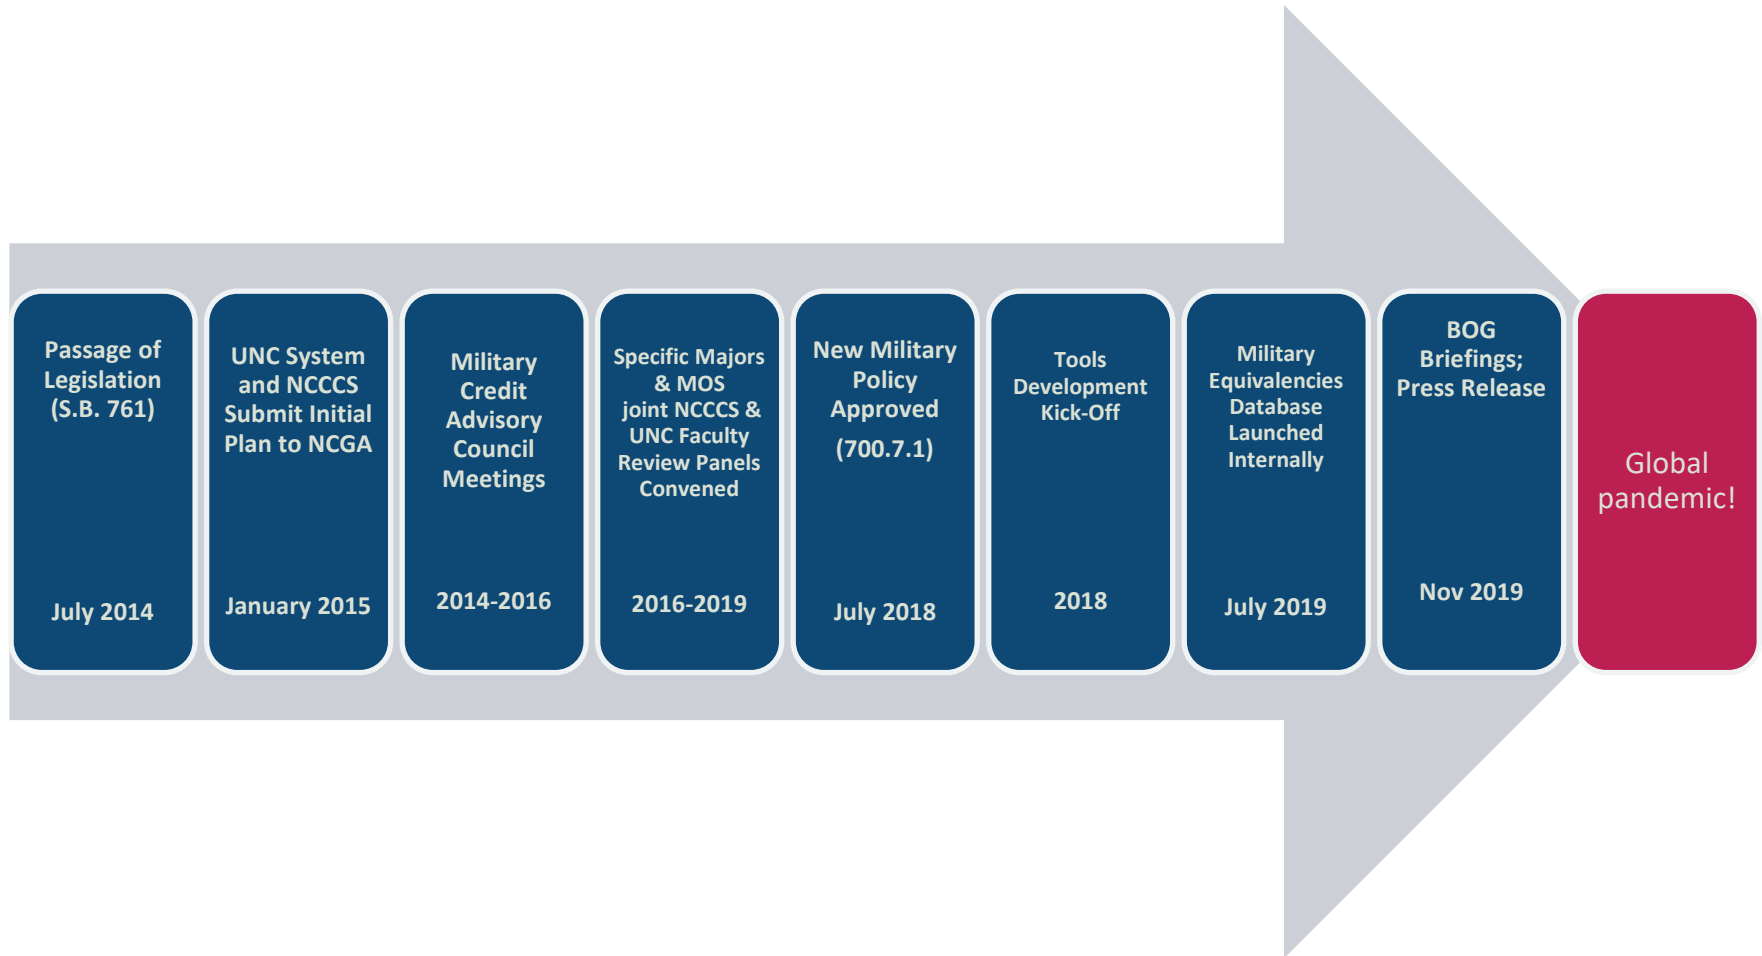 Passage of
Legislation
(S.B. 761)
July 2014
UNC System
and NCCCS
Submit Initial
Plan to NCGA
January 2015
Military
Credit
Advisory
Council
Meetings
2014-2016
Specific Majors
& MOS
joint NCCCS &
UNC Faculty
Review Panels
Convened
2016-2019
New Military
Policy
Approved
(700.7.1)
July 2018
Tools
Development
Kick-Off
2018
Military
Equivalencies
Database
Launched
Internally
July 2019
BOG
Briefings;
Press Release
Nov 2019
Global
pandemic!